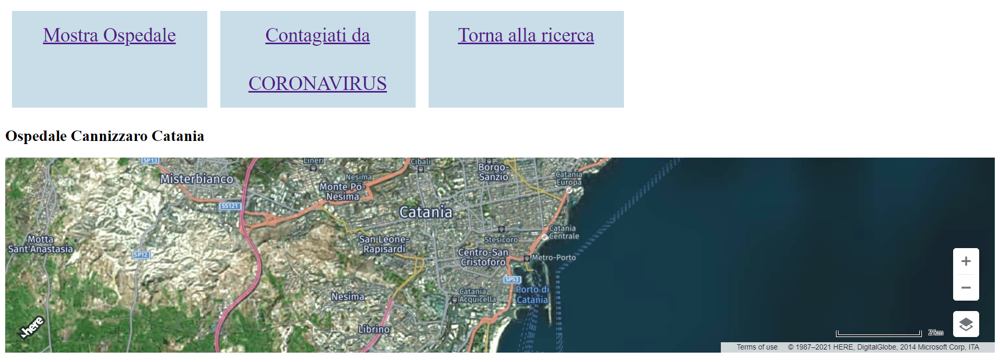 Mostra Ospedale
Contagiati da
CORONAVIRUS
Torna alla ricerca
Ospedale Cannizzaro Catania
SP13
Lineri
Cibali
Borgo-
Sanzio
Catania
Europa
Misterbianco
Nesima
Monte Pò-
Nesima
SS121
Catania
Catania
Centrale
Motta
Sant'Anastasia
San Leone-
Rapisardi
Stesicoro
SP12
Centro-San
Cristoforo
Metro-Porto
SP53
Porto di
Catania
Nesima
Catania
Acquicella
Librino
here
+
−
2 km
Terms of use
© 1987–2021 HERE, DigitalGlobe, 2014 Microsoft Corp, ITA